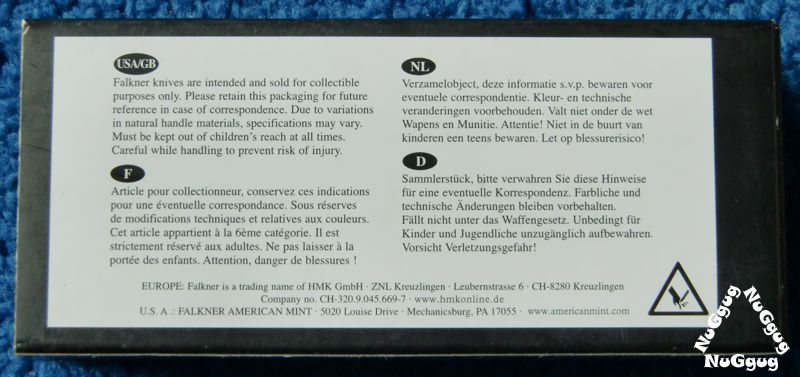 USA/GB
Falkner knives are intended and sold for collectible
purposes only. Please retain this packaging for future
reference in case of correspondence. Due to variations
in natural handle materials, specifications may vary.
Must be kept out of children's reach at all times.
Careful while handling to prevent risk of injury.
F
Article pour collectionneur, conservez ces indications
pour une éventuelle correspondance. Sous réserves
de modifications techniques et relatives aux couleurs.
Cet article appartient à la 6ème catégorie. Il est
strictement réservé aux adultes. Ne pas laisser à la
portée des enfants. Attention, danger de blessures !
NL
Verzamelobject, deze informatie s.v.p. bewaren voor
eventuele correspondentie. Kleur- en technische
veranderingen voorbehouden. Valt niet onder de wet
Wapens en Munitie. Attentie! Niet in de buurt van
kinderen een teens bewaren. Let op blessurerisico!
D
Sammlerstück, bitte verwahren Sie diese Hinweise
für eine eventuelle Korrespondenz. Farbliche und
technische Änderungen bleiben vorbehalten.
Fällt nicht unter das Waffengesetz. Unbedingt für
Kinder und Jugendliche unzugänglich aufbewahren.
Vorsicht Verletzungsgefahr!
EUROPE: Falkner is a trading name of HMK GmbH · ZNL Kreuzlingen · Leubernstrasse 6 · CH-8280 Kreuzlingen
Company no. CH-320.9.045.669-7 · www.hmkonline.de
U. S. A .: FALKNER AMERICAN MINT · 5020 Louise Drive · Mechanicsburg, PA 17055 · www.americanmint.com
NuGgug
NuGgug
NuGgug